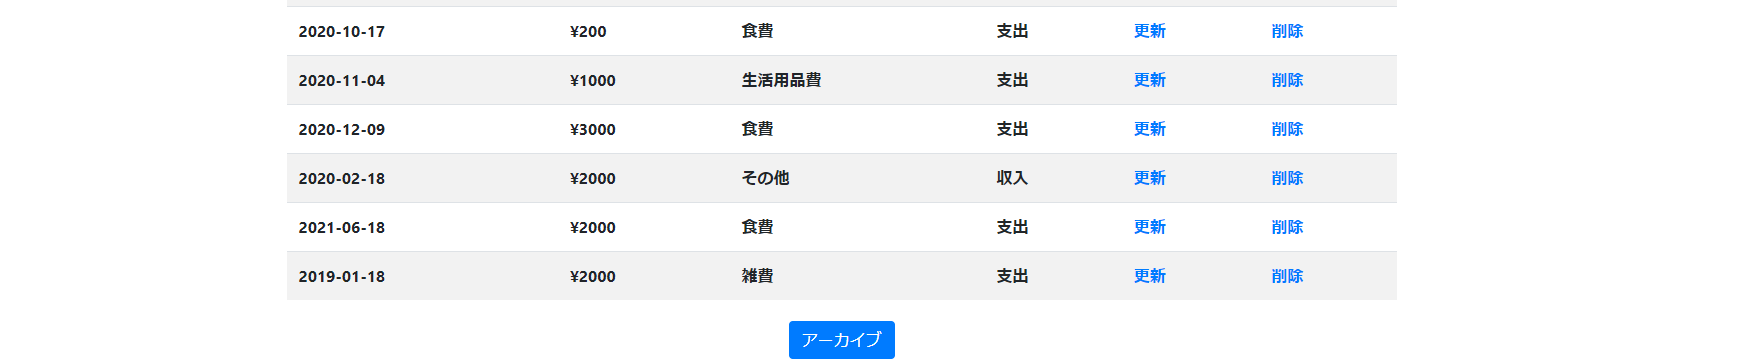 2020-10-17 ¥200 食費 支出 更新 削除
2020-11-04 ¥1000 生活用品費 支出 更新 削除
2020-12-09 ¥3000 食費 支出 更新 削除
2020-02-18 ¥2000 その他 収入 更新 削除
2021-06-18 ¥2000 食費 支出 更新 削除
2019-01-18 ¥2000 雑費 支出 更新 削除
アーカイブ